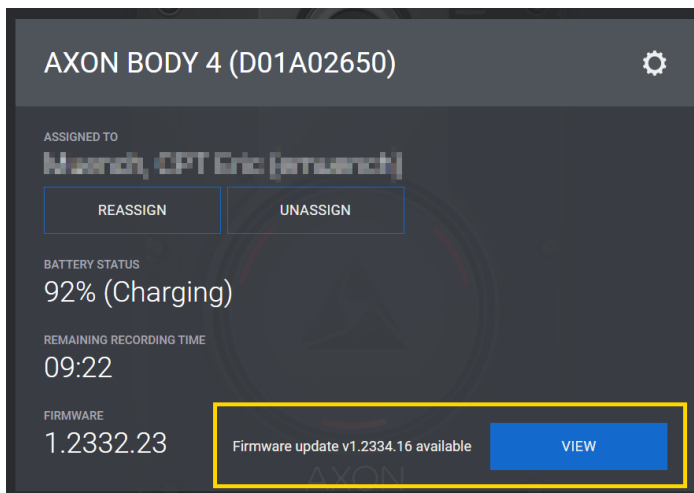 AXON BODY 4 (D01A02650)
ASSIGNED TO
REASSIGN UNASSIGN
BATTERY STATUS
92% (Charging)
REMAINING RECORDING TIME
09:22
FIRMWARE
1.2332.23 Firmware update v1.2334.16 available VIEW
AXON